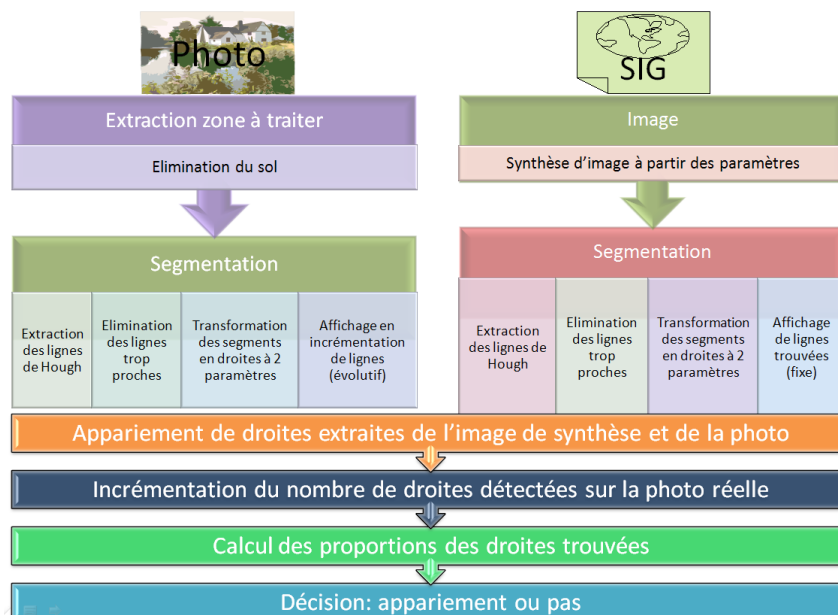 Photo
SIG
Extraction zone à traiter
Elimination du sol
Image
Synthèse d'image à partir des paramètres
Segmentation
Extraction
des lignes
de Hough
Elimination
des lignes
trop
proches
Transformation
des segments
en droites à 2
paramètres
Affichage en
incrémentation
de lignes
(évolutif)
Segmentation
Extraction
des lignes de
Hough
Elimination
des lignes
trop
proches
Transformation
des segments
en droites à 2
paramètres
Affichage
de lignes
trouvées
(fixe)
Appariement de droites extraites de l'image de synthèse et de la photo
Incrémentation du nombre de droites détectées sur la photo réelle
Calcul des proportions des droites trouvées
Décision: appariement ou pas